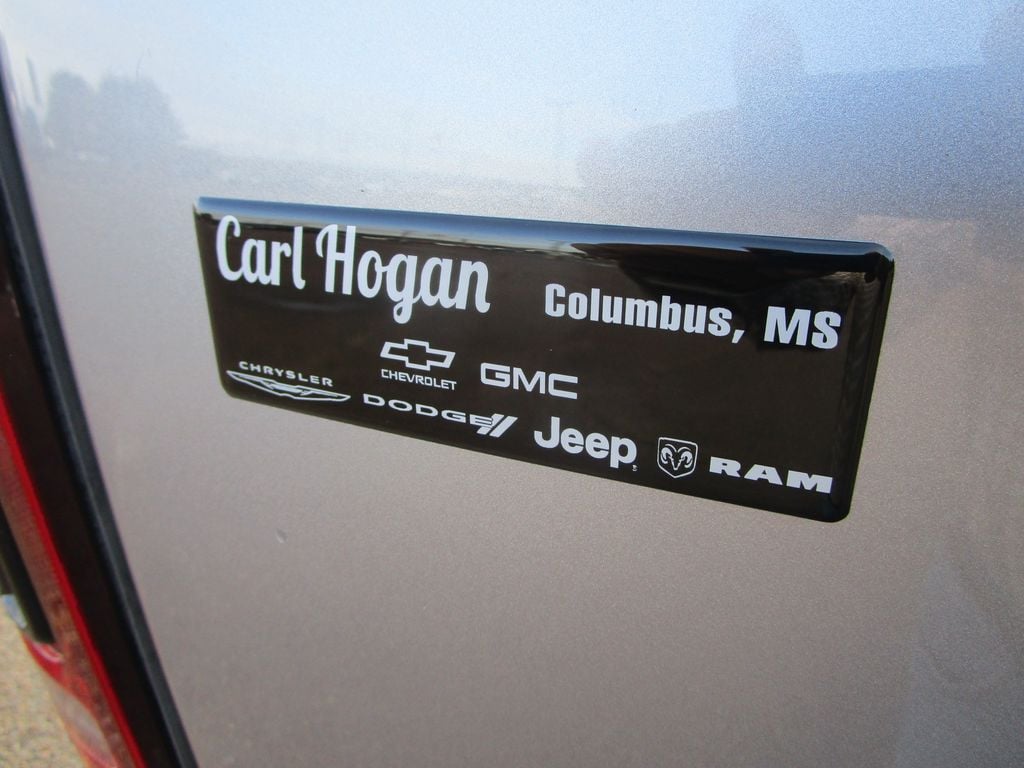 Carl Hogan Columbus, MS
CHEVROLET GMC
CHRYSLER DODGE Jeep RAM